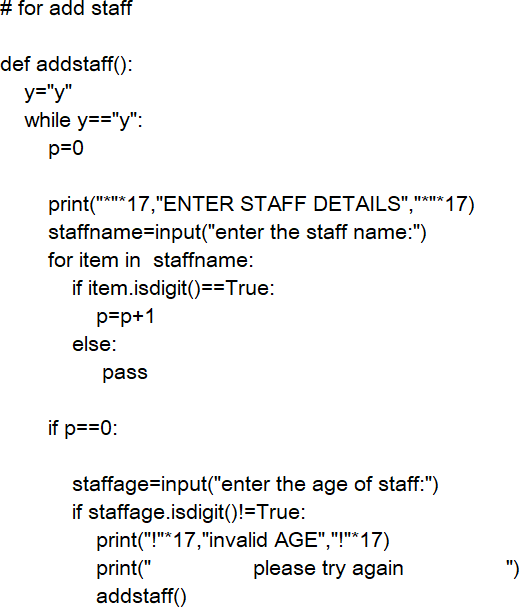 # for add staff
def addstaff():
y="y"
while y=="y":
p=0
print("*"*17,"ENTER STAFF DETAILS","*"*17)
staffname=input("enter the staff name:")
for item in  staffname:
if item.isdigit()==True:
p=p+1
else:
pass
if p==0:
staffage=input("enter the age of staff:")
if staffage.isdigit()!=True:
print("!"*17,"invalid AGE","!"*17)
print("                 please try again                 ")
addstaff()